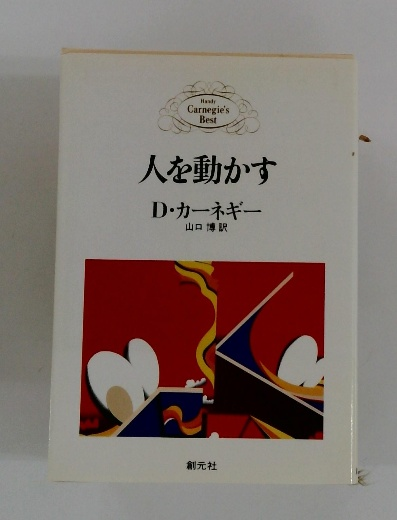 Handy
Carnegie's
Best
人を動かす
D・カーネギー
山口 博 訳
創元社